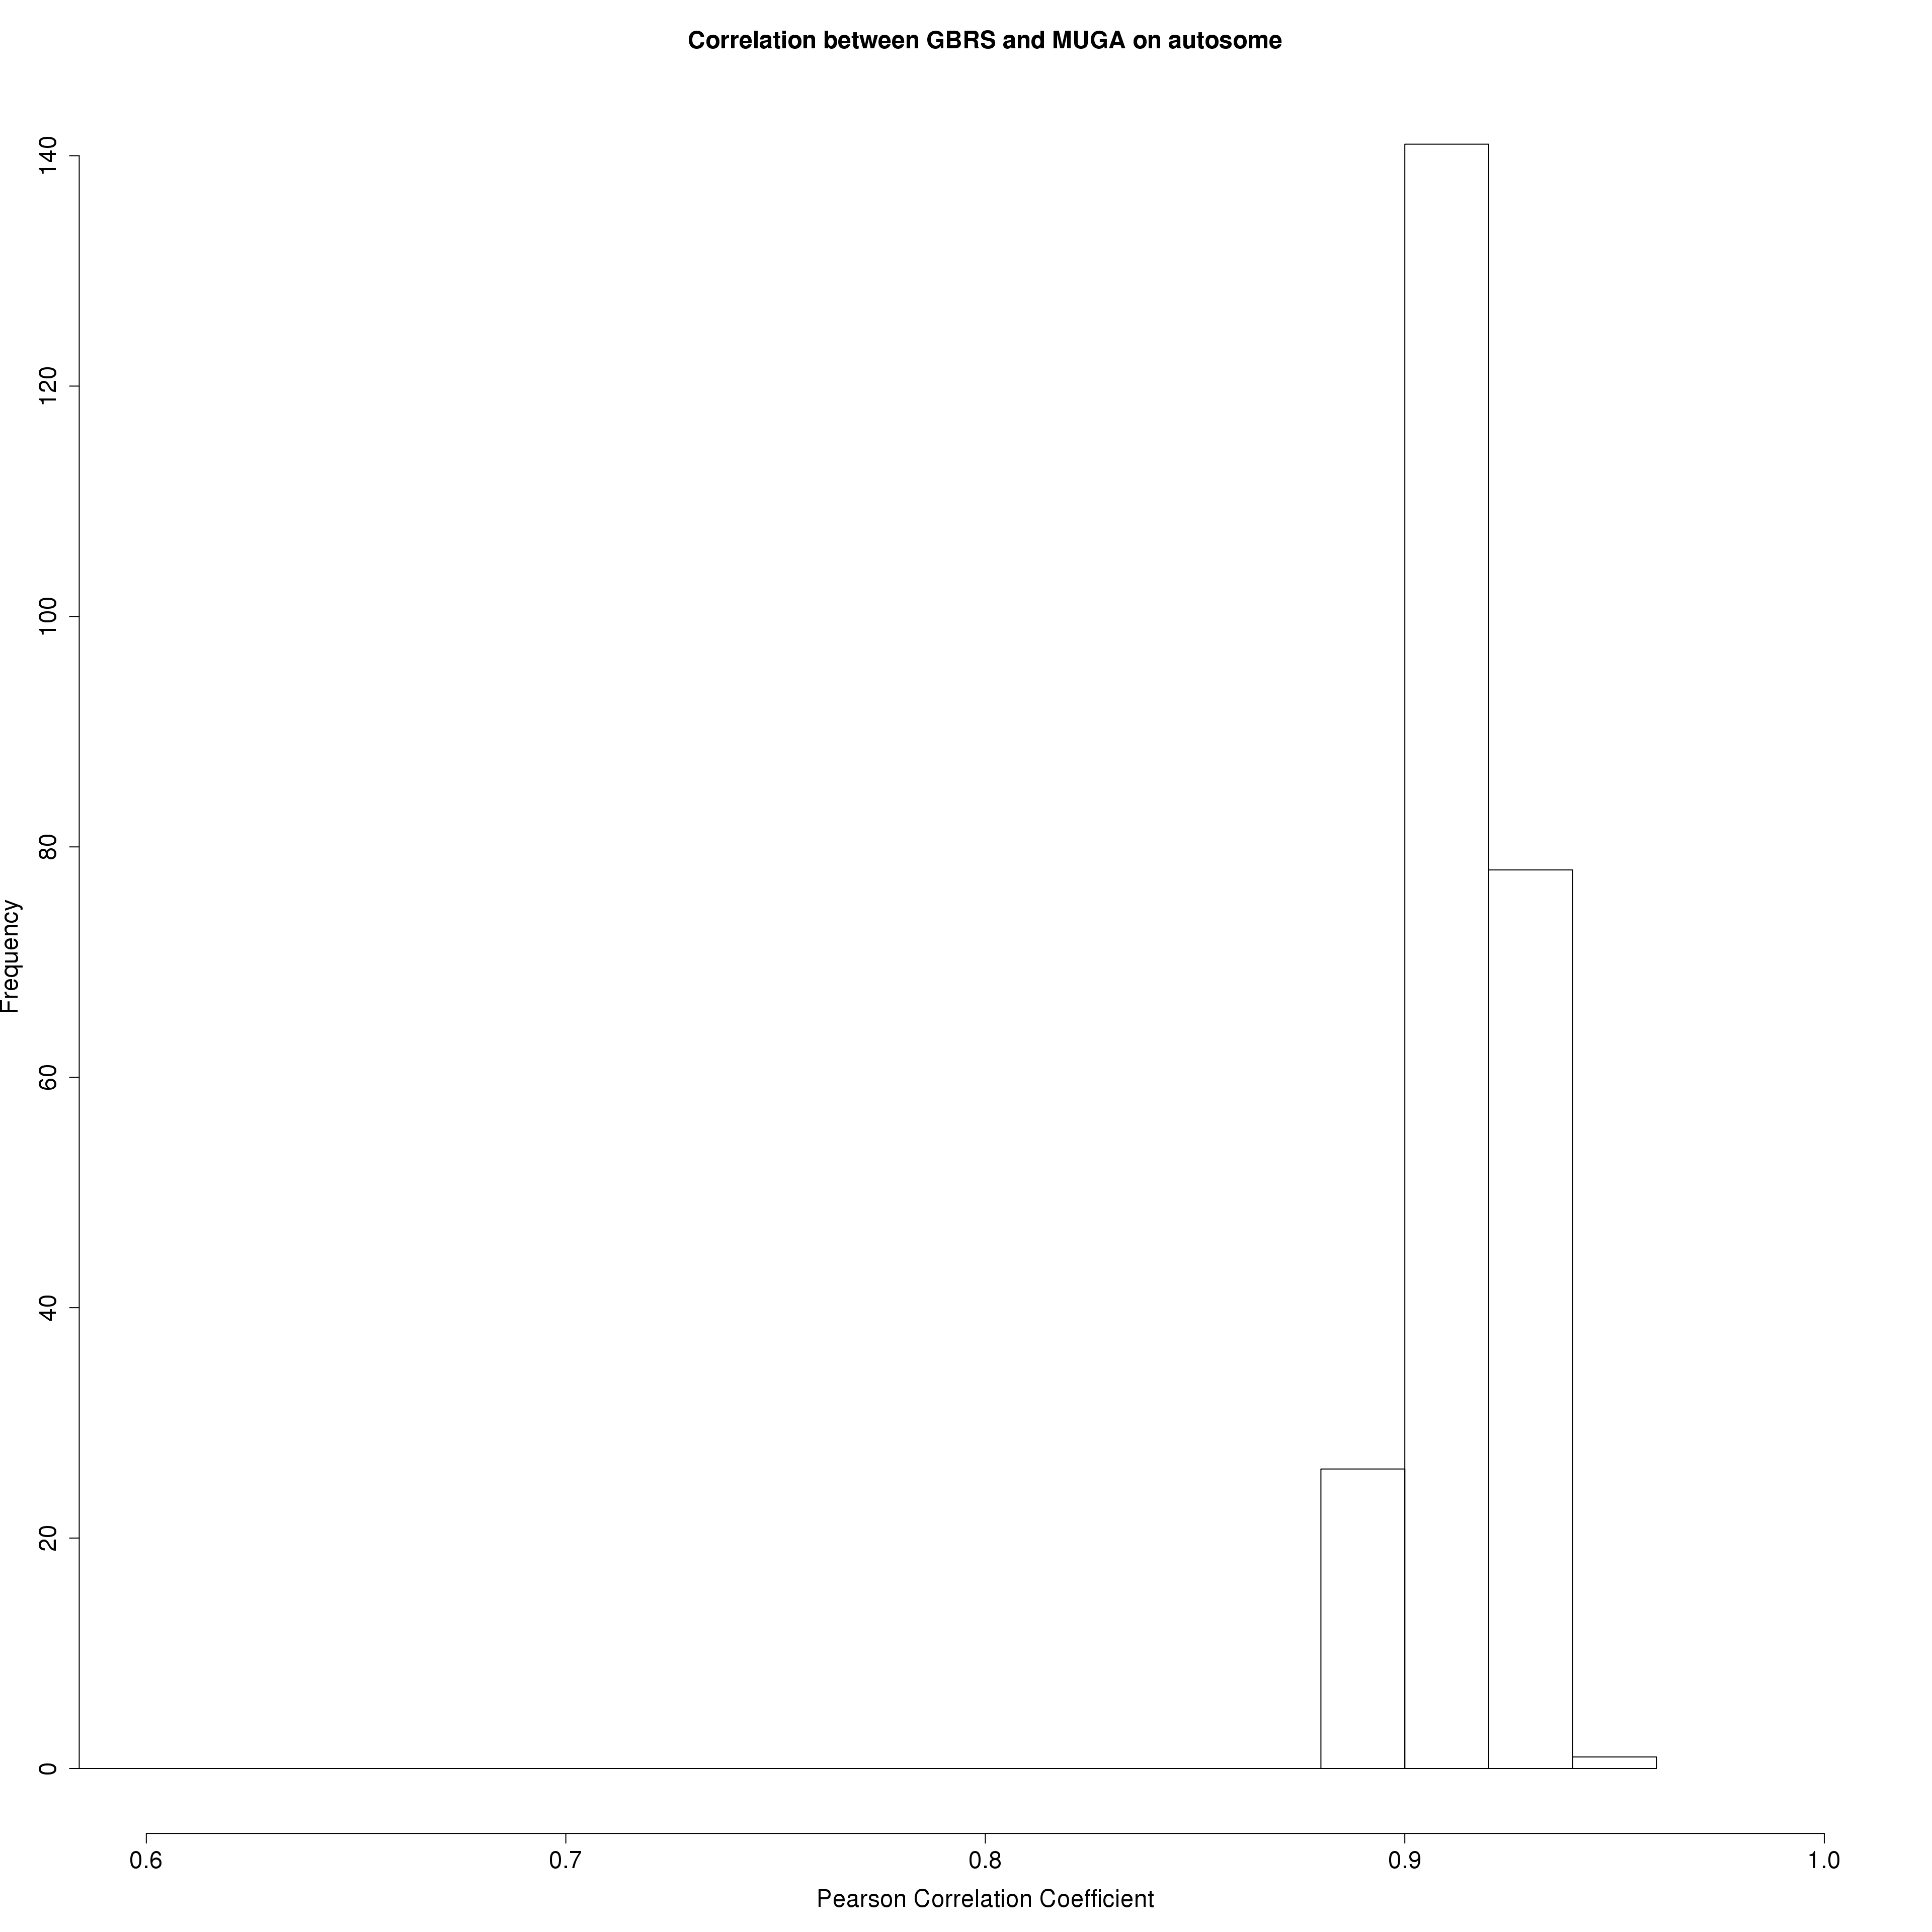 Correlation between GBRS and MUGA on autosome
140
120
100
80
60
40
20
0
Frequency
0.6 0.7 0.8 0.9 1.0
Pearson Correlation Coefficient